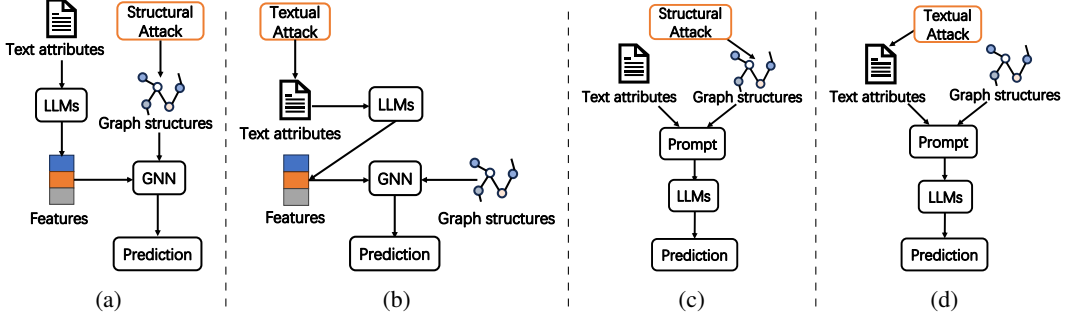 Text attributes
Structural
Attack
LLMs
Graph structures
Features
GNN
Prediction
(a)
Textual
Attack
Text attributes
LLMs
Features
GNN
Graph structures
Prediction
(b)
Structural
Attack
Text attributes
Graph structures
Prompt
LLMs
Prediction
(c)
Textual
Attack
Text attributes
Graph structures
Prompt
LLMs
Prediction
(d)